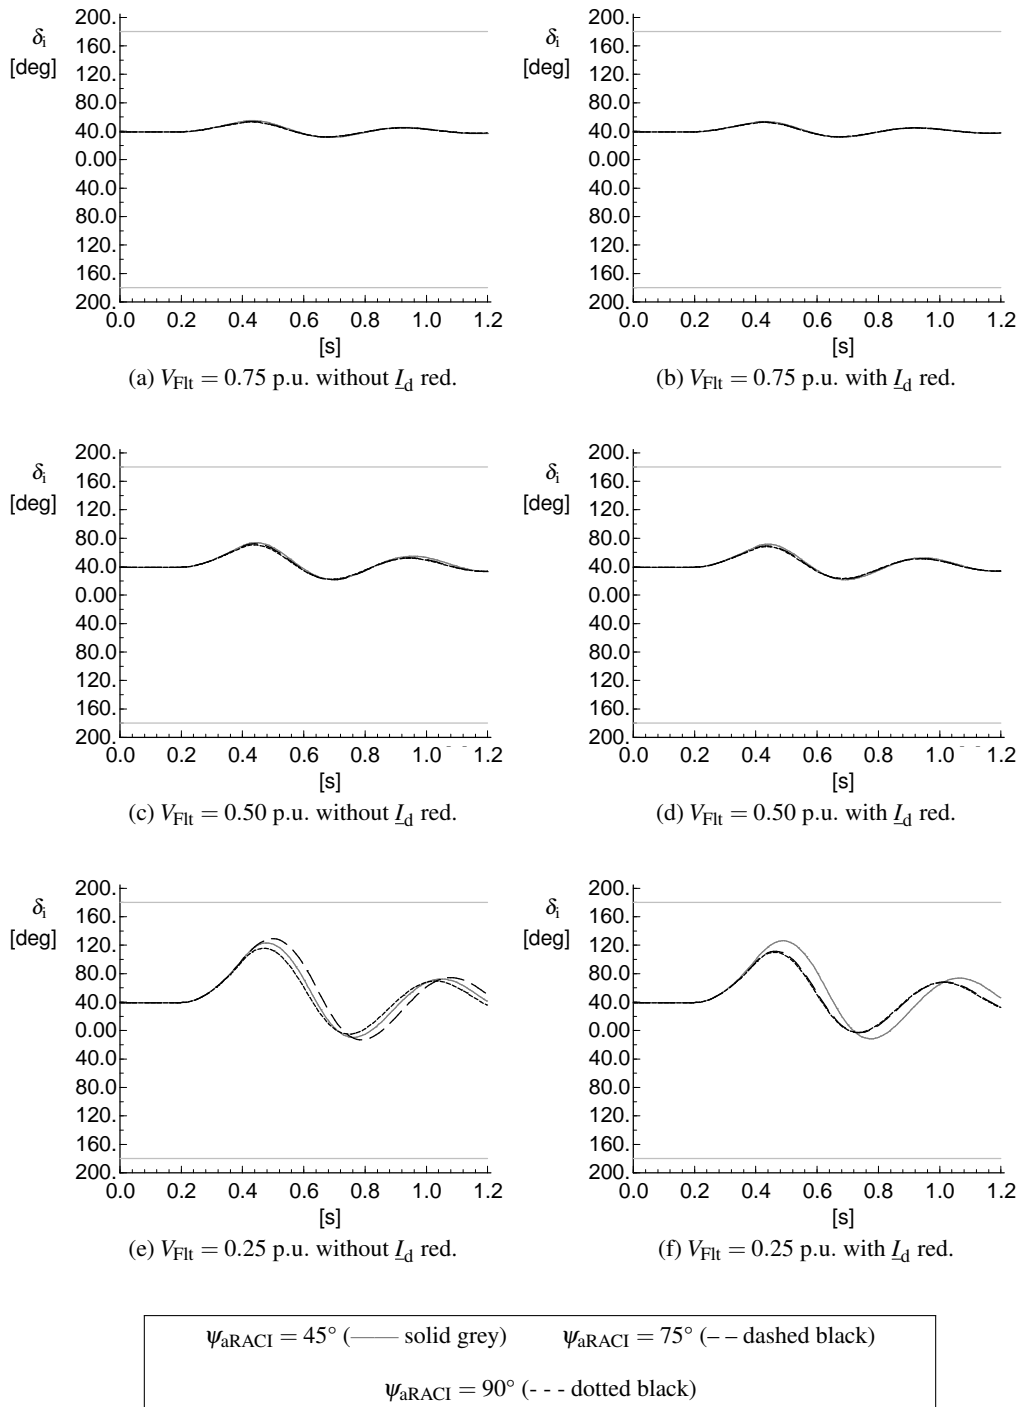 200.
δi
[deg]
160.
120.
80.0
40.0
0.00
40.0
80.0
120.
160.
200.
0.0 0.2 0.4 0.6 0.8 1.0 1.2
[s]
(a) VFlt = 0.75 p.u. without Id red.
200.
δi
[deg]
160.
120.
80.0
40.0
0.00
40.0
80.0
120.
160.
200.
0.0 0.2 0.4 0.6 0.8 1.0 1.2
[s]
(b) VFlt = 0.75 p.u. with Id red.
200.
δi
[deg]
160.
120.
80.0
40.0
0.00
40.0
80.0
120.
160.
200.
0.0 0.2 0.4 0.6 0.8 1.0 1.2
[s]
(c) VFlt = 0.50 p.u. without Id red.
200.
δi
[deg]
160.
120.
80.0
40.0
0.00
40.0
80.0
120.
160.
200.
0.0 0.2 0.4 0.6 0.8 1.0 1.2
[s]
(d) VFlt = 0.50 p.u. with Id red.
200.
δi
[deg]
160.
120.
80.0
40.0
0.00
40.0
80.0
120.
160.
200.
0.0 0.2 0.4 0.6 0.8 1.0 1.2
[s]
(e) VFlt = 0.25 p.u. without Id red.
200.
δi
[deg]
160.
120.
80.0
40.0
0.00
40.0
80.0
120.
160.
200.
0.0 0.2 0.4 0.6 0.8 1.0 1.2
[s]
(f) VFlt = 0.25 p.u. with Id red.
ψaRACI = 45° (—— solid grey) ψaRACI = 75° (– – dashed black)
ψaRACI = 90° (- - - dotted black)